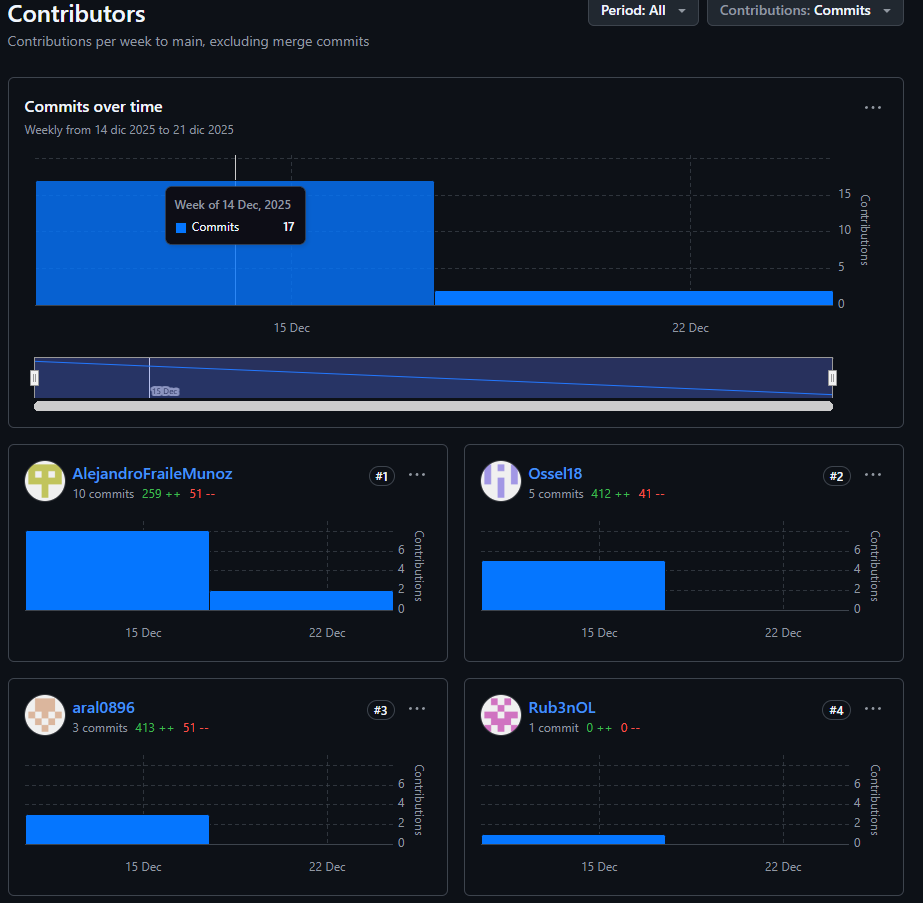 Contributors
Period: All
Contributions: Commits
Contributions per week to main, excluding merge commits
Commits over time
Weekly from 14 dic 2025 to 21 dic 2025
Week of 14 Dec, 2025
Commits 17
15
10
5
0
Contributions
15 Dec
22 Dec
15 Dec
AlejandroFraileMunoz
#1
10 commits 259 ++ 51 --
6
4
2
0
Contributions
15 Dec
22 Dec
Ossel18
#2
5 commits 412 ++ 41 --
6
4
2
0
Contributions
15 Dec
22 Dec
aral0896
#3
3 commits 413 ++ 51 --
6
4
2
0
Contributions
15 Dec
22 Dec
Rub3nOL
#4
1 commit 0 ++ 0 --
6
4
2
0
Contributions
15 Dec
22 Dec